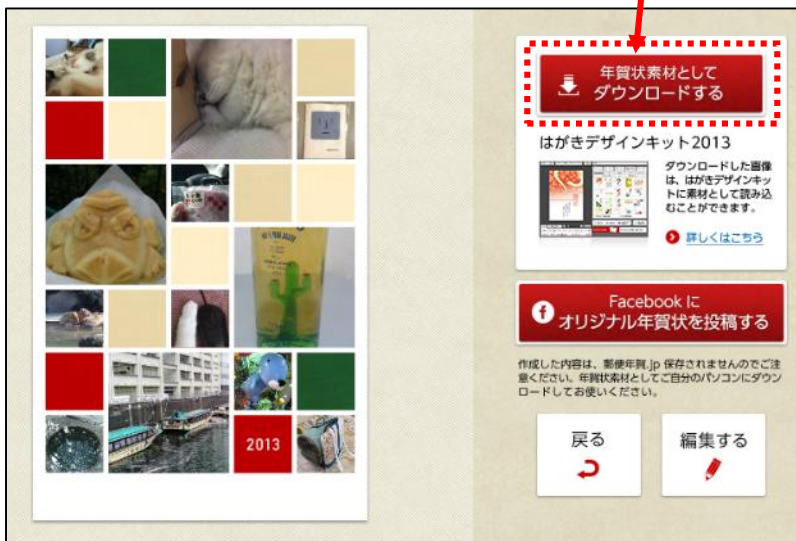 年賀状素材として
ダウンロードする
はがきデザインキット2013
ダウンロードした画像
は、はがきデザインキッ
トに素材として読み込
むことができます。
詳しくはこちら
Facebook に
オリジナル年賀状を投稿する
作成した内容は、郵便年賀.jp 保存されませんのでご注
意ください。年賀状素材としてご自分のパソコンにダウン
ロードしてお使いください。
戻る
編集する
2013